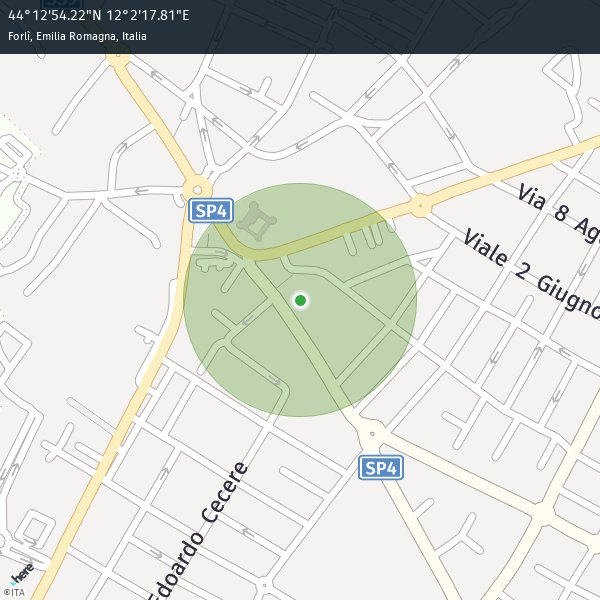 44°12'54.22"N 12°2'17.81"E
Forlì, Emilia Romagna, Italia
SP4
Via 8 Ag
Viale 2 Giugno
SP4
Edoardo Cecere
here
©ITA